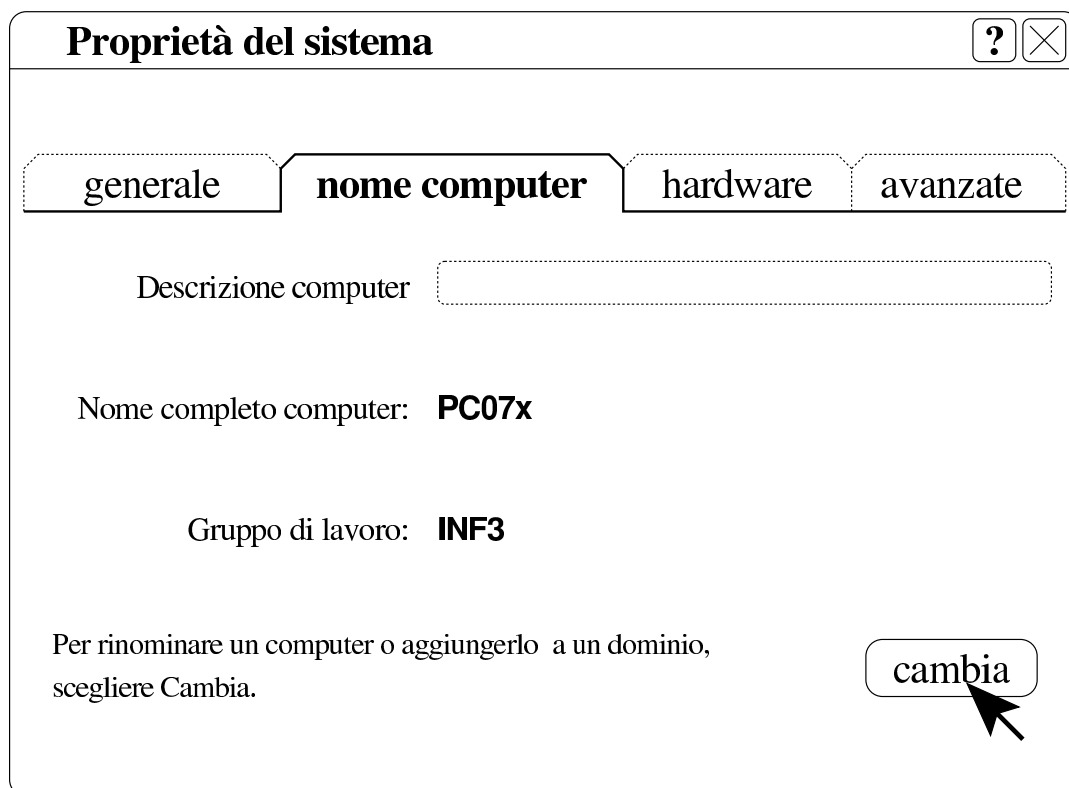 Proprietà del sistema ?
generale nome computer hardware avanzate
Descrizione computer
Nome completo computer: PC07x
Gruppo di lavoro: INF3
Per rinominare un computer o aggiungerlo a un dominio,
scegliere Cambia.
cambia